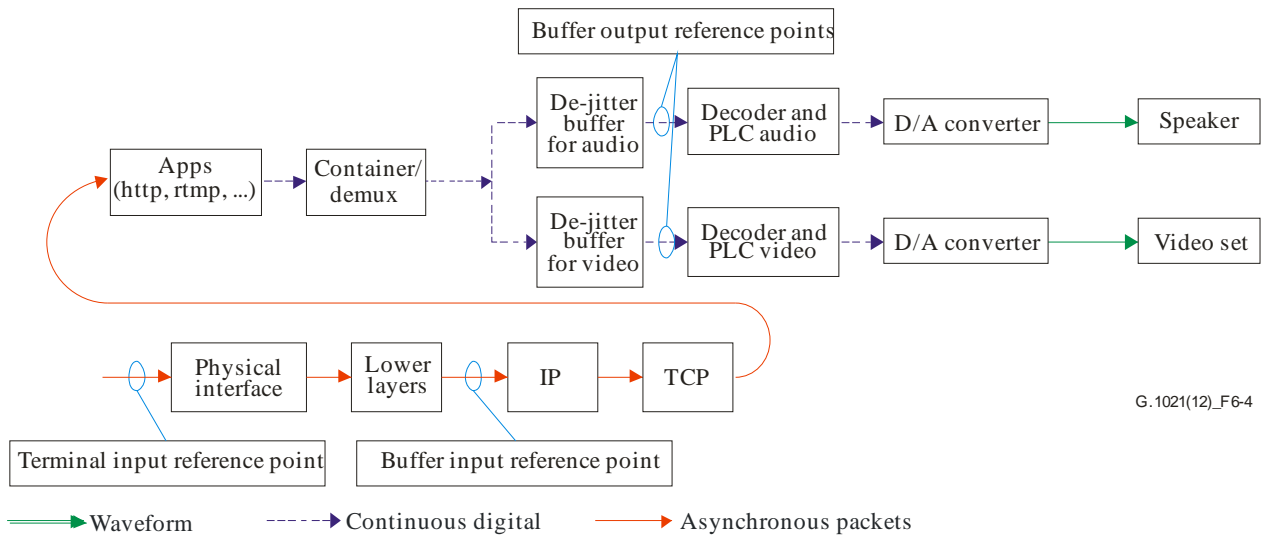 Buffer output reference points
De-jitter
buffer
for audio
Decoder and
PLC audio
D/A converter
Speaker
Apps
(http, rtmp, ...)
Container/
demux
De-jitter
buffer
for video
Decoder and
PLC video
D/A converter
Video set
Physical
interface
Lower
layers
IP
TCP
G.1021(12)_F6-4
Terminal input reference point
Buffer input reference point
Waveform
Continuous digital
Asynchronous packets